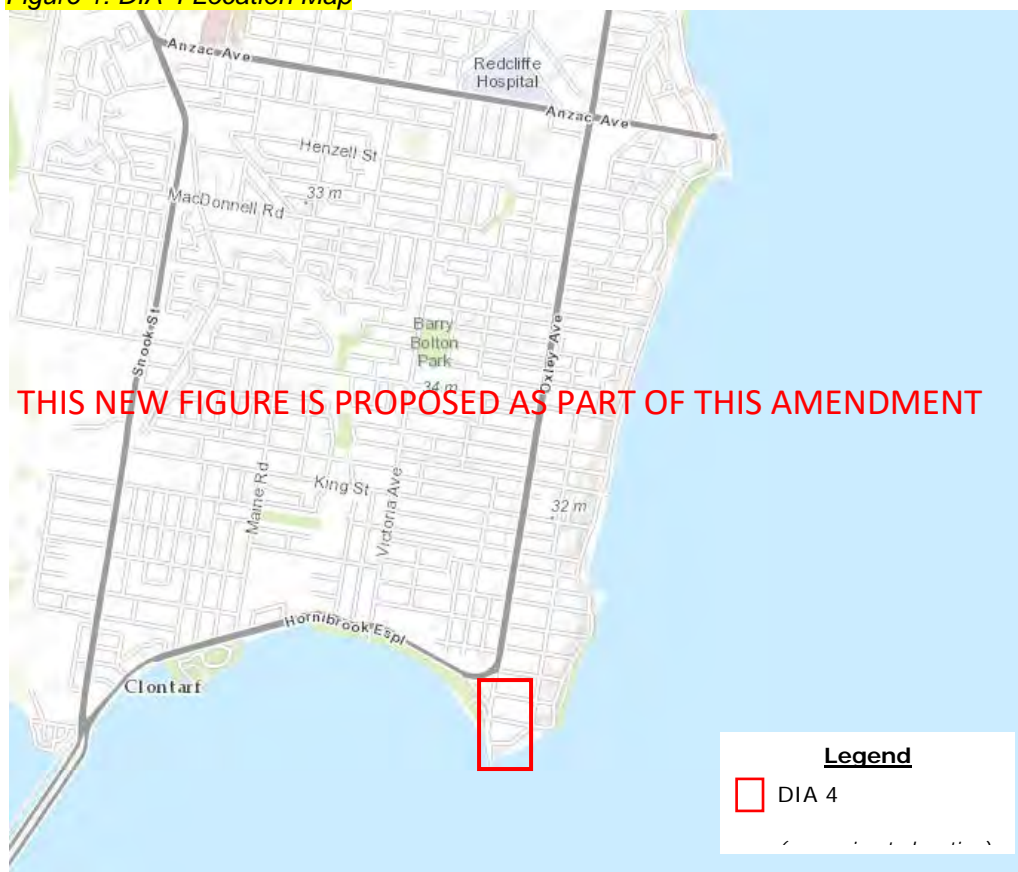 Figure 4: DIA 4 Location Map
Anzac Ave
Redcliffe
Hospital
Anzac Ave
Henzell St
33 m
MacDonnell Rd
Snook St
Barry
Bolton
Park
Oxley Ave
34 m
THIS NEW FIGURE IS PROPOSED AS PART OF THIS AMENDMENT
Maine Rd
King St
Victoria Ave
32 m
Hornibrook Espl
Clontarf
Legend
DIA 4